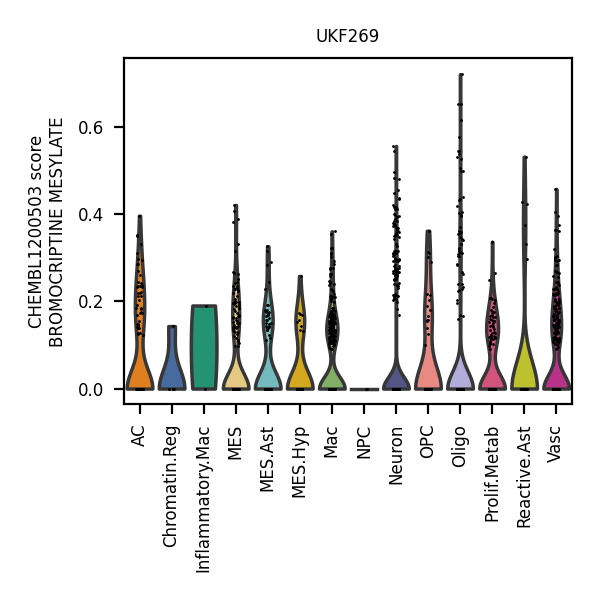 UKF269
CHEMBL1200503 score
BROMOCRIPTINE MESYLATE
0.6
0.4
0.2
0.0
AC
Chromatin.Reg
Inflammatory.Mac
MES
MES.Ast
MES.Hyp
Mac
NPC
Neuron
OPC
Oligo
Prolif.Metab
Reactive.Ast
Vasc